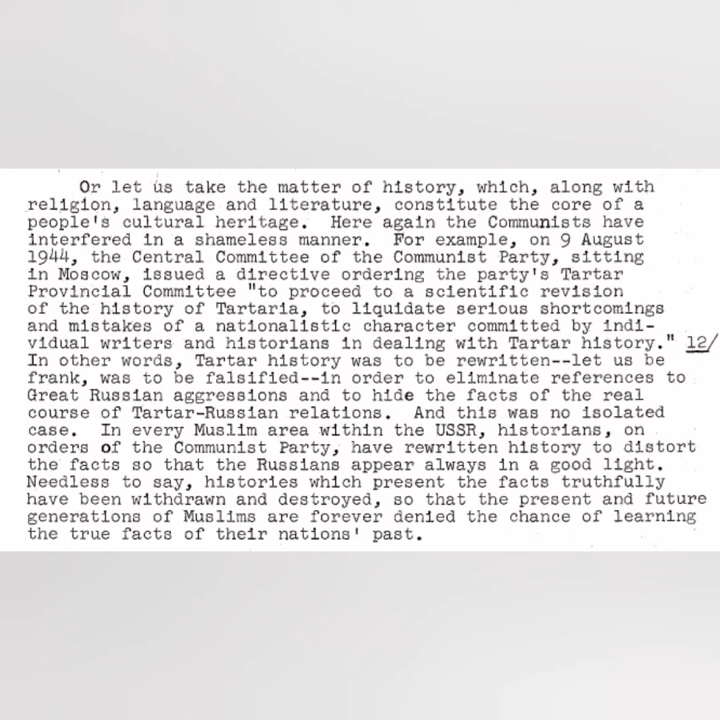 Or let us take the matter of history, which, along with
religion, language and literature, constitute the core of a
people's cultural heritage. Here again the Communists have
interfered in a shameless manner. For example, on 9 August
1944, the Central Committee of the Communist Party, sitting
in Moscow, issued a directive ordering the party's Tartar
Provincial Committee "to proceed to a scientific revision
of the history of Tartaria, to liquidate serious shortcomings
and mistakes of a nationalistic character committed by indi-
vidual writers and historians in dealing with Tartar history." 12/
In other words, Tartar history was to be rewritten--let us be
frank, was to be falsified--in order to eliminate references to
Great Russian aggressions and to hide the facts of the real
course of Tartar-Russian relations. And this was no isolated
case. In every Muslim area within the USSR, historians, on
orders of the Communist Party, have rewritten history to distort
the facts so that the Russians appear always in a good light.
Needless to say, histories which present the facts truthfully
have been withdrawn and destroyed, so that the present and future
generations of Muslims are forever denied the chance of learning
the true facts of their nations' past.